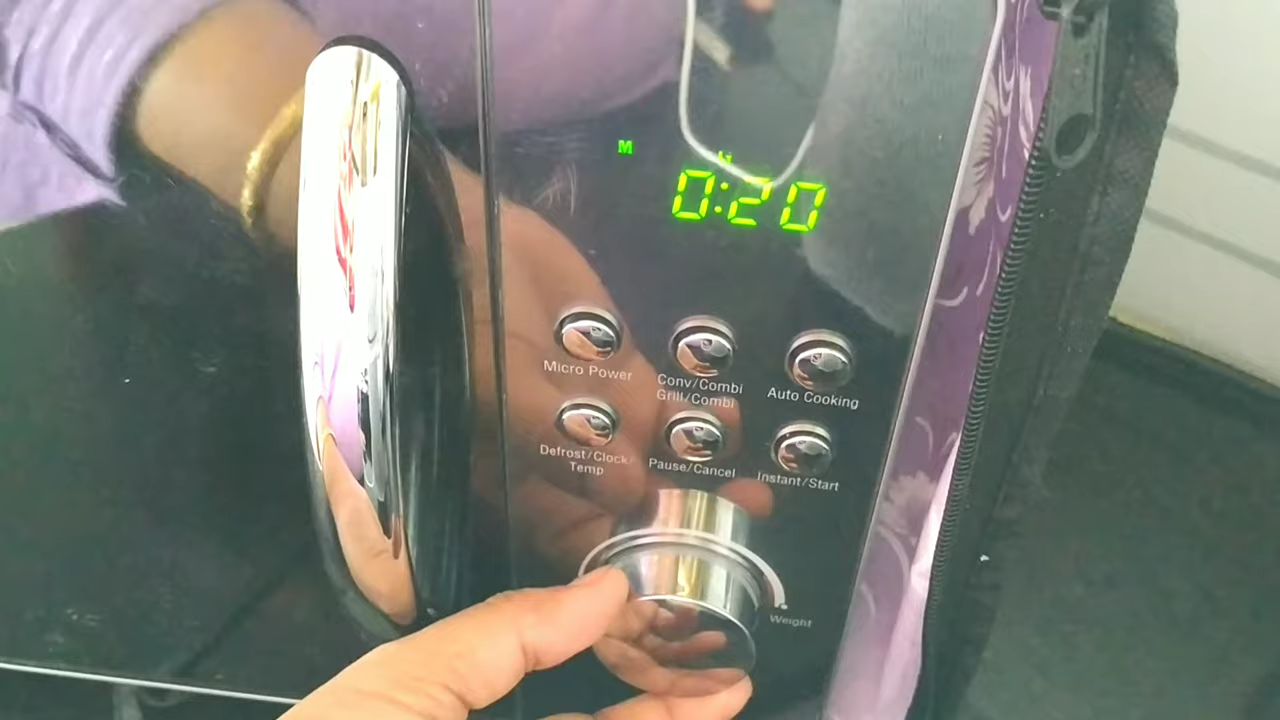 M
0:20
Micro Power
Conv/Combi
Grill/Combi
Auto Cooking
Defrost/Clock/
Temp
Pause/Cancel
Instant/Start
Weight